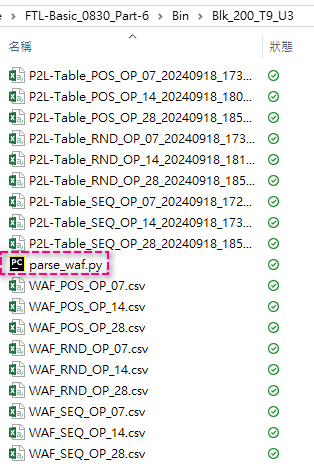 FTL-Basic_0830_Part-6 > Bin > Blk_200_T9_U3
名稱 狀態
P2L-Table_POS_OP_07_20240918_173...
P2L-Table_POS_OP_14_20240918_180...
P2L-Table_POS_OP_28_20240918_185...
P2L-Table_RND_OP_07_20240918_173...
P2L-Table_RND_OP_14_20240918_181...
P2L-Table_RND_OP_28_20240918_185...
P2L-Table_SEQ_OP_07_20240918_172...
P2L-Table_SEQ_OP_14_20240918_173...
P2L-Table_SEQ_OP_28_20240918_185...
parse_waf.py
WAF_POS_OP_07.csv
WAF_POS_OP_14.csv
WAF_POS_OP_28.csv
WAF_RND_OP_07.csv
WAF_RND_OP_14.csv
WAF_RND_OP_28.csv
WAF_SEQ_OP_07.csv
WAF_SEQ_OP_14.csv
WAF_SEQ_OP_28.csv